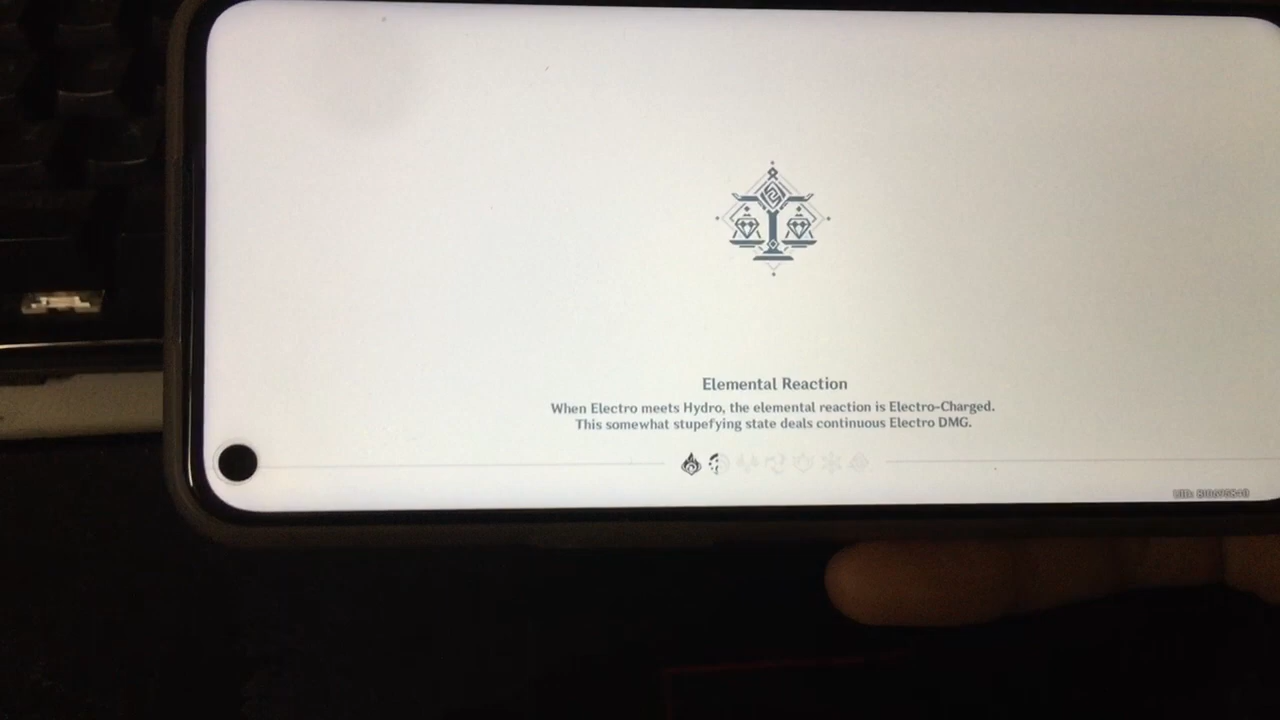 Elemental Reaction
When Electro meets Hydro, the elemental reaction is Electro-Charged.
This somewhat stupefying state deals continuous Electro DMG.